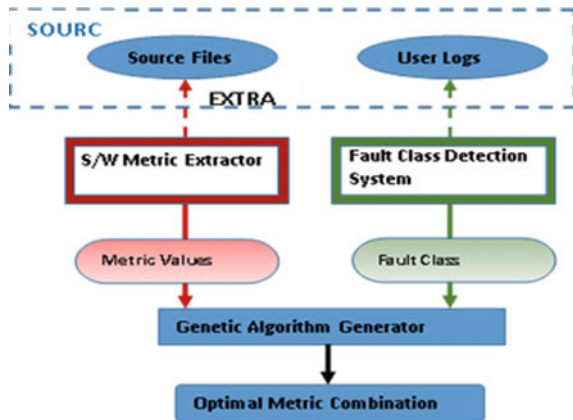 SOURC
Source Files
User Logs
EXTRA
S/W Metric Extractor
Fault Class Detection
System
Metric Values
Fault Class
Genetic Algorithm Generator
Optimal Metric Combination